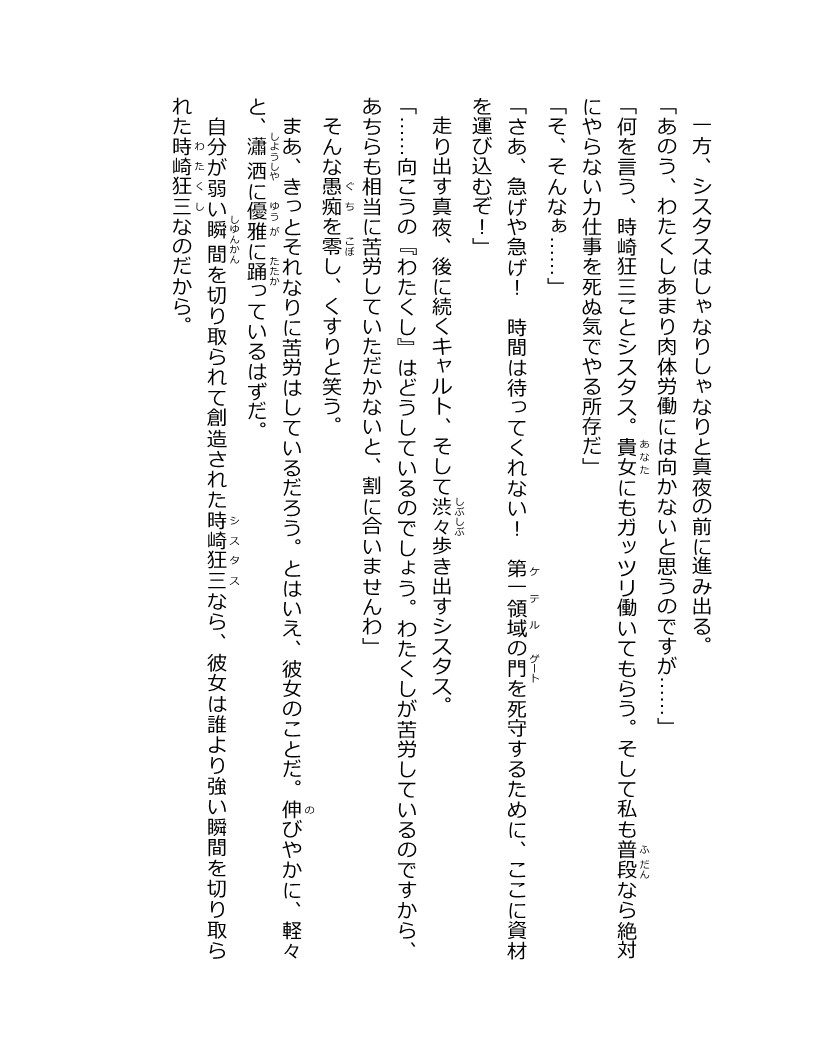 一方、シスタスはしゃなりしゃなりと真夜の前に進み出る。
「あのう、わたくしあまり肉体労働には向かないと思うのですが……」
「何を言う、時崎狂三ことシスタス。貴女にもガッツリ働いてもらう。そして私も普段なら絶対
にやらない力仕事を死ぬ気でやる所存だ」
「そ、そんなぁ……」
「さあ、急げや急げ！　時間は待ってくれない！　第一領域の門を死守するために、ここに資材
を運び込むぞ！」
走り出す真夜、後に続くキャルト、そして渋々歩き出すシスタス。
「……向こうの『わたくし』はどうしているのでしょう。わたくしが苦労しているのですから、
あちらも相当に苦労していただかないと、割に合いませんわ」
そんな愚痴を零し、くすりと笑う。
まあ、きっとそれなりに苦労はしているだろう。とはいえ、彼女のことだ。伸びやかに、軽々
と、瀟洒に優雅に踊っているはずだ。
自分が弱い瞬間を切り取られて創造された時崎狂三なら、彼女は誰より強い瞬間を切り取ら
れた時崎狂三なのだから。